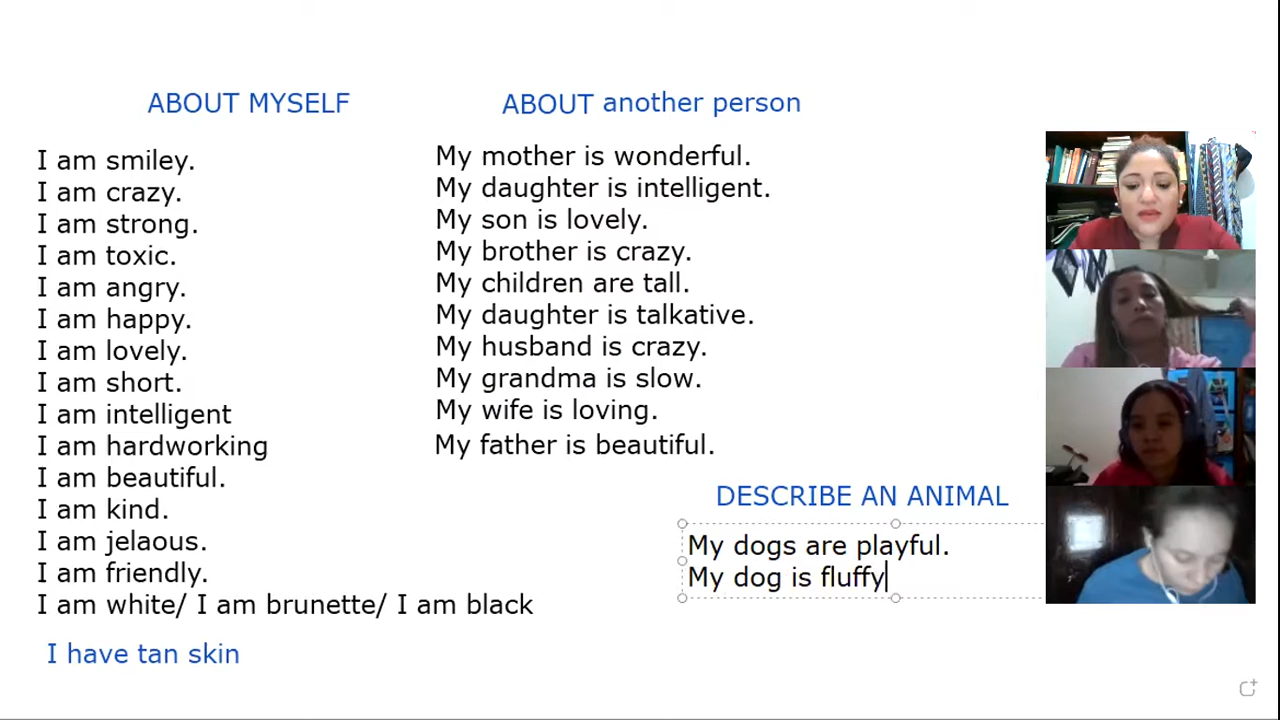 ABOUT MYSELF
I am smiley.
I am crazy.
I am strong.
I am toxic.
I am angry.
I am happy.
I am lovely.
I am short.
I am intelligent
I am hardworking
I am beautiful.
I am kind.
I am jelaous.
I am friendly.
I am white/ I am brunette/ I am black
I have tan skin
ABOUT another person
My mother is wonderful.
My daughter is intelligent.
My son is lovely.
My brother is crazy.
My children are tall.
My daughter is talkative.
My husband is crazy.
My grandma is slow.
My wife is loving.
My father is beautiful.
DESCRIBE AN ANIMAL
My dogs are playful.
My dog is fluffy